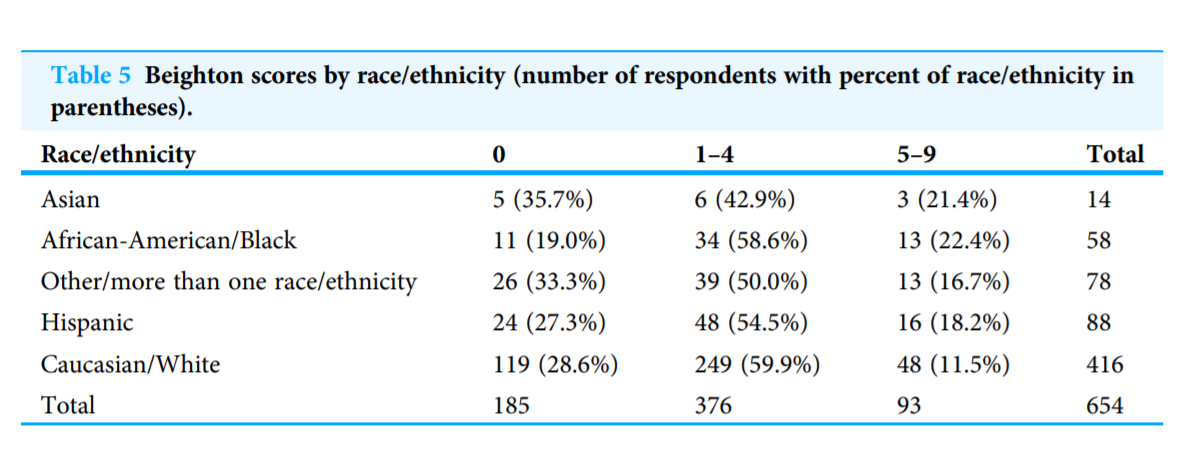 Table 5 Beighton scores by race/ethnicity (number of respondents with percent of race/ethnicity in
parentheses).
Race/ethnicity 0 1–4 5–9 Total
Asian 5 (35.7%) 6 (42.9%) 3 (21.4%) 14
African-American/Black 11 (19.0%) 34 (58.6%) 13 (22.4%) 58
Other/more than one race/ethnicity 26 (33.3%) 39 (50.0%) 13 (16.7%) 78
Hispanic 24 (27.3%) 48 (54.5%) 16 (18.2%) 88
Caucasian/White 119 (28.6%) 249 (59.9%) 48 (11.5%) 416
Total 185 376 93 654